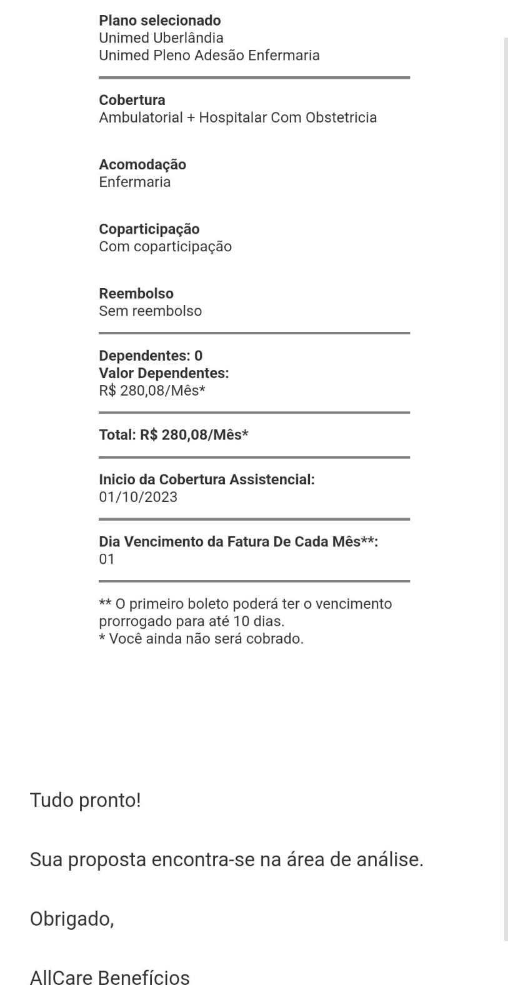 Plano selecionado
Unimed Uberlândia
Unimed Pleno Adesão Enfermaria
Cobertura
Ambulatorial + Hospitalar Com Obstetricia
Acomodação
Enfermaria
Coparticipação
Com coparticipação
Reembolso
Sem reembolso
Dependentes: 0
Valor Dependentes:
R$ 280,08/Mês*
Total: R$ 280,08/Mês*
Inicio da Cobertura Assistencial:
01/10/2023
Dia Vencimento da Fatura De Cada Mês**:
01
** O primeiro boleto poderá ter o vencimento
prorrogado para até 10 dias.
* Você ainda não será cobrado.
Tudo pronto!
Sua proposta encontra-se na área de análise.
Obrigado,
AllCare Benefícios